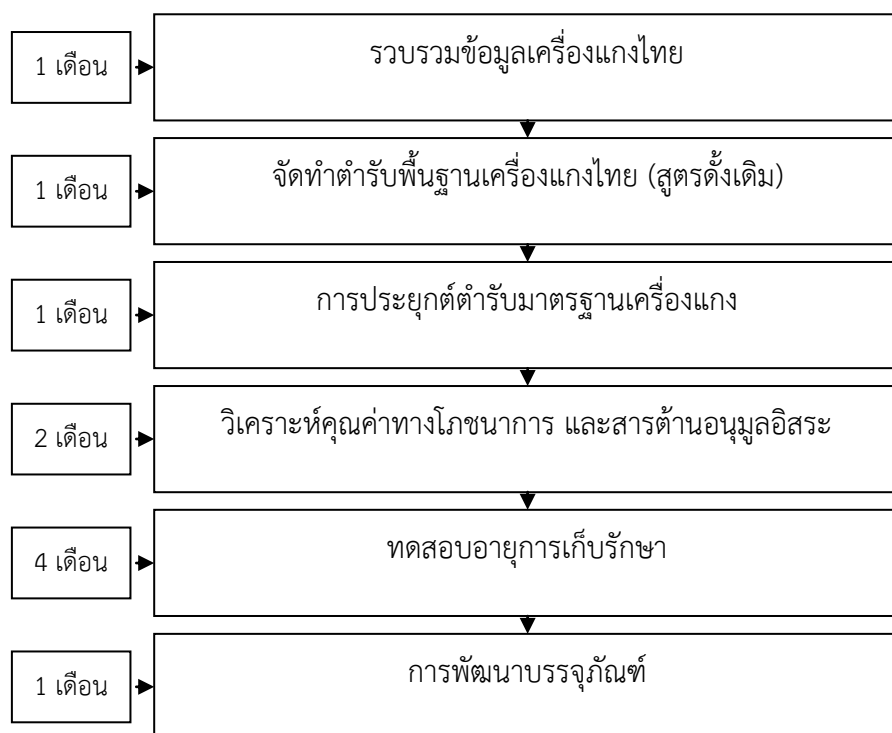 1 เดือน
รวบรวมข้อมูลเครื่องแกงไทย
1 เดือน
จัดทำตำรับพื้นฐานเครื่องแกงไทย (สูตรดั้งเดิม)
1 เดือน
การประยุกต์ตำรับมาตรฐานเครื่องแกง
2 เดือน
วิเคราะห์คุณค่าทางโภชนาการ และสารต้านอนุมูลอิสระ
4 เดือน
ทดสอบอายุการเก็บรักษา
1 เดือน
การพัฒนาบรรจุภัณฑ์